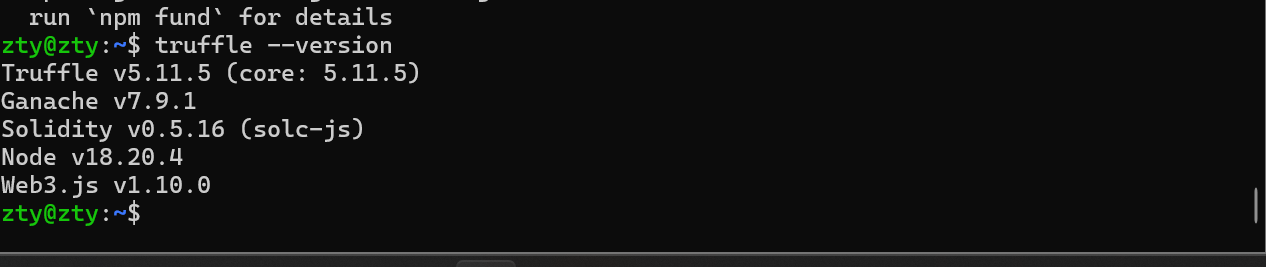 run `npm fund` for details
zty@zty:~$ truffle --version
Truffle v5.11.5 (core: 5.11.5)
Ganache v7.9.1
Solidity v0.5.16 (solc-js)
Node v18.20.4
Web3.js v1.10.0
zty@zty:~$